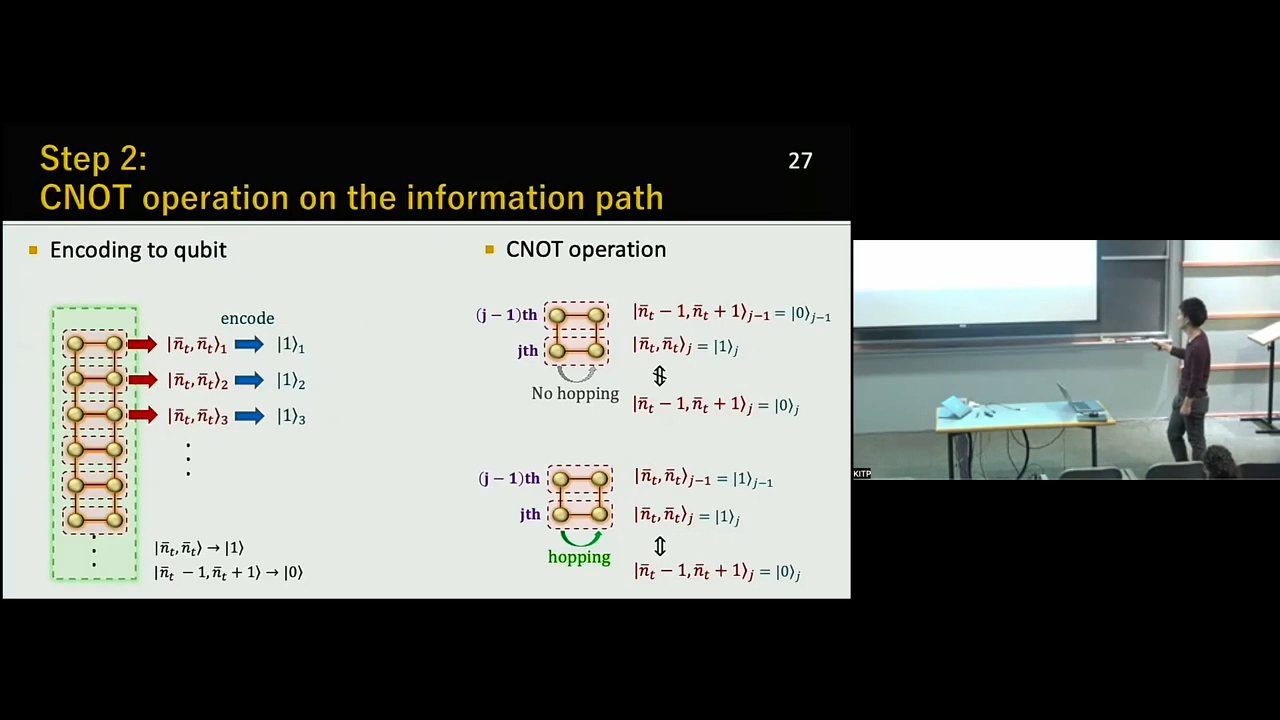 Step 2:
CNOT operation on the information path
27
▪ Encoding to qubit
encode
|n̄ₜ, n̄ₜ⟩₁ |1⟩₁
|n̄ₜ, n̄ₜ⟩₂ |1⟩₂
|n̄ₜ, n̄ₜ⟩₃ |1⟩₃
|n̄ₜ, n̄ₜ⟩ → |1⟩
|n̄ₜ − 1, n̄ₜ + 1⟩ → |0⟩
▪ CNOT operation
(j − 1)th |n̄ₜ − 1, n̄ₜ + 1⟩ⱼ₋₁ = |0⟩ⱼ₋₁
jth |n̄ₜ, n̄ₜ⟩ⱼ = |1⟩ⱼ
No hopping
|n̄ₜ − 1, n̄ₜ + 1⟩ⱼ = |0⟩ⱼ
(j − 1)th |n̄ₜ, n̄ₜ⟩ⱼ₋₁ = |1⟩ⱼ₋₁
jth |n̄ₜ, n̄ₜ⟩ⱼ = |1⟩ⱼ
hopping
|n̄ₜ − 1, n̄ₜ + 1⟩ⱼ = |0⟩ⱼ
KITP